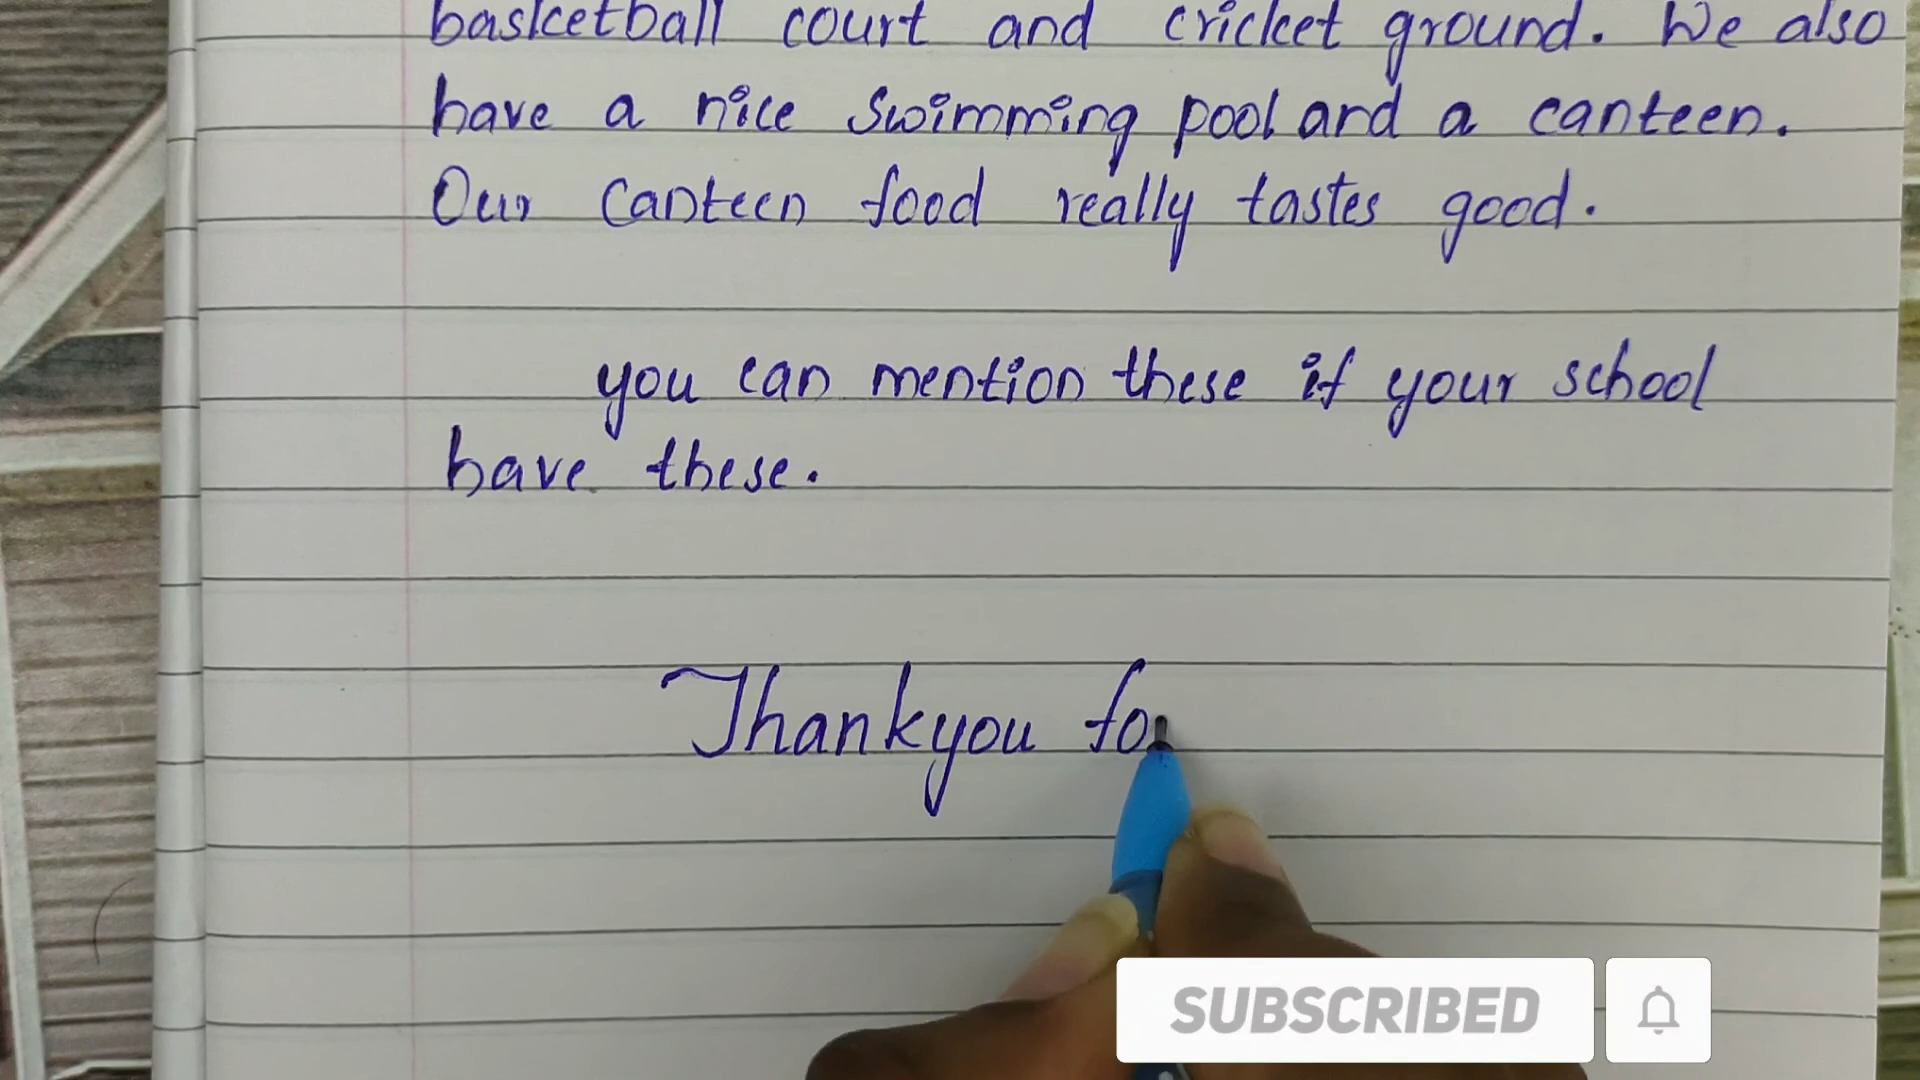 basketball court and cricket ground. We also
have a nice swimming pool and a canteen.
Our canteen food really tastes good.
you can mention these if your school
have these.
Thankyou fo
SUBSCRIBED